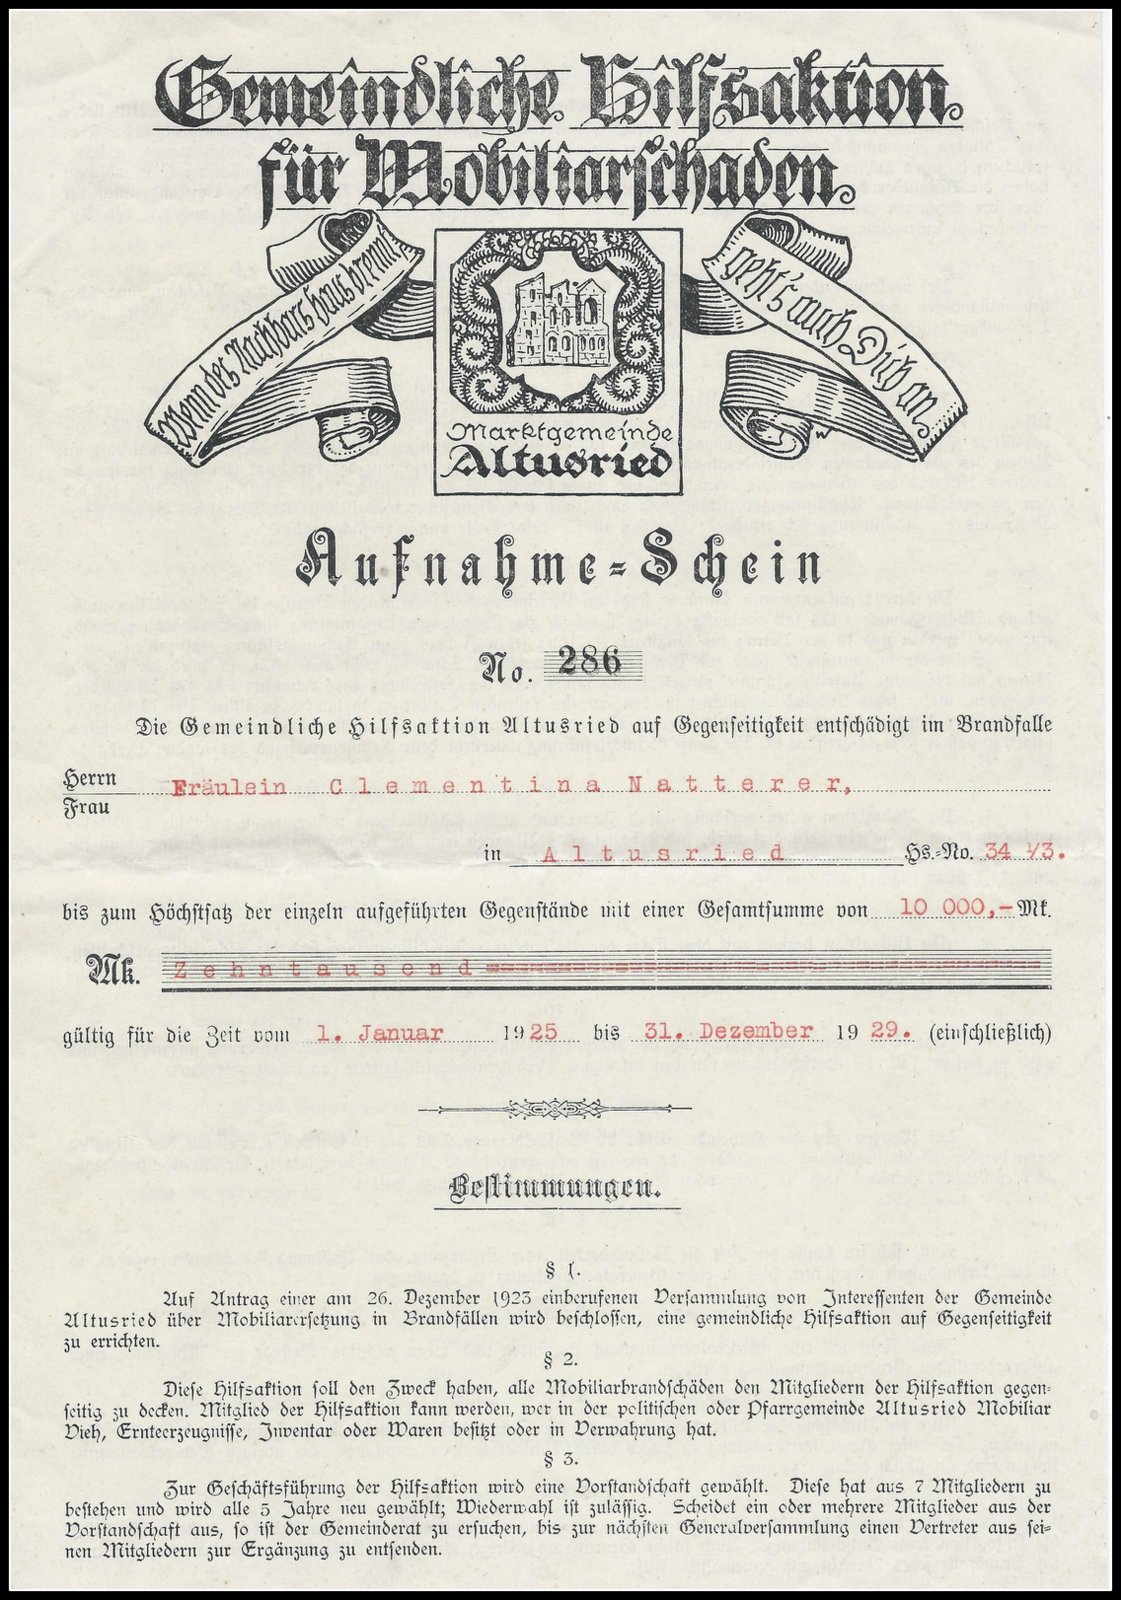 Gemeindliche Hilfsaktion
für Mobiliarschaden.
Wenn des Nachbars Haus brennt
geht's auch Dich an
Marktgemeinde
Altusried
Aufnahme-Schein
No. 286
Die Gemeindliche Hilfsaktion Altusried auf Gegenseitigkeit entschädigt im Brandfalle
Herrn
Frau
Fräulein Clementina Natterer,
in Altusried Hs.-No. 34 1/3.
bis zum Höchstsatz der einzeln aufgeführten Gegenstände mit einer Gesamtsumme von 10 000,- Mk.
Mk. Zehntausend
gültig für die Zeit vom 1. Januar 1925 bis 31. Dezember 1929. (einschließlich)
Bestimmungen.
§ 1.
Auf Antrag einer am 26. Dezember 1923 einberufenen Versammlung von Interessenten der Gemeinde
Altusried über Mobiliarersetzung in Brandfällen wird beschlossen, eine gemeindliche Hilfsaktion auf Gegenseitigkeit
zu errichten.
§ 2.
Diese Hilfsaktion soll den Zweck haben, alle Mobiliarbrandschäden den Mitgliedern der Hilfsaktion gegen-
seitig zu decken. Mitglied der Hilfsaktion kann werden, wer in der politischen oder Pfarrgemeinde Altusried Mobiliar
Vieh, Ernteerzeugnisse, Inventar oder Waren besitzt oder in Verwahrung hat.
§ 3.
Zur Geschäftsführung der Hilfsaktion wird eine Vorstandschaft gewählt. Diese hat aus 7 Mitgliedern zu
bestehen und wird alle 5 Jahre neu gewählt; Wiederwahl ist zulässig. Scheidet ein oder mehrere Mitglieder aus der
Vorstandschaft aus, so ist der Gemeinderat zu ersuchen, bis zur nächsten Generalversammlung einen Vertreter aus sei-
nen Mitgliedern zur Ergänzung zu entsenden.